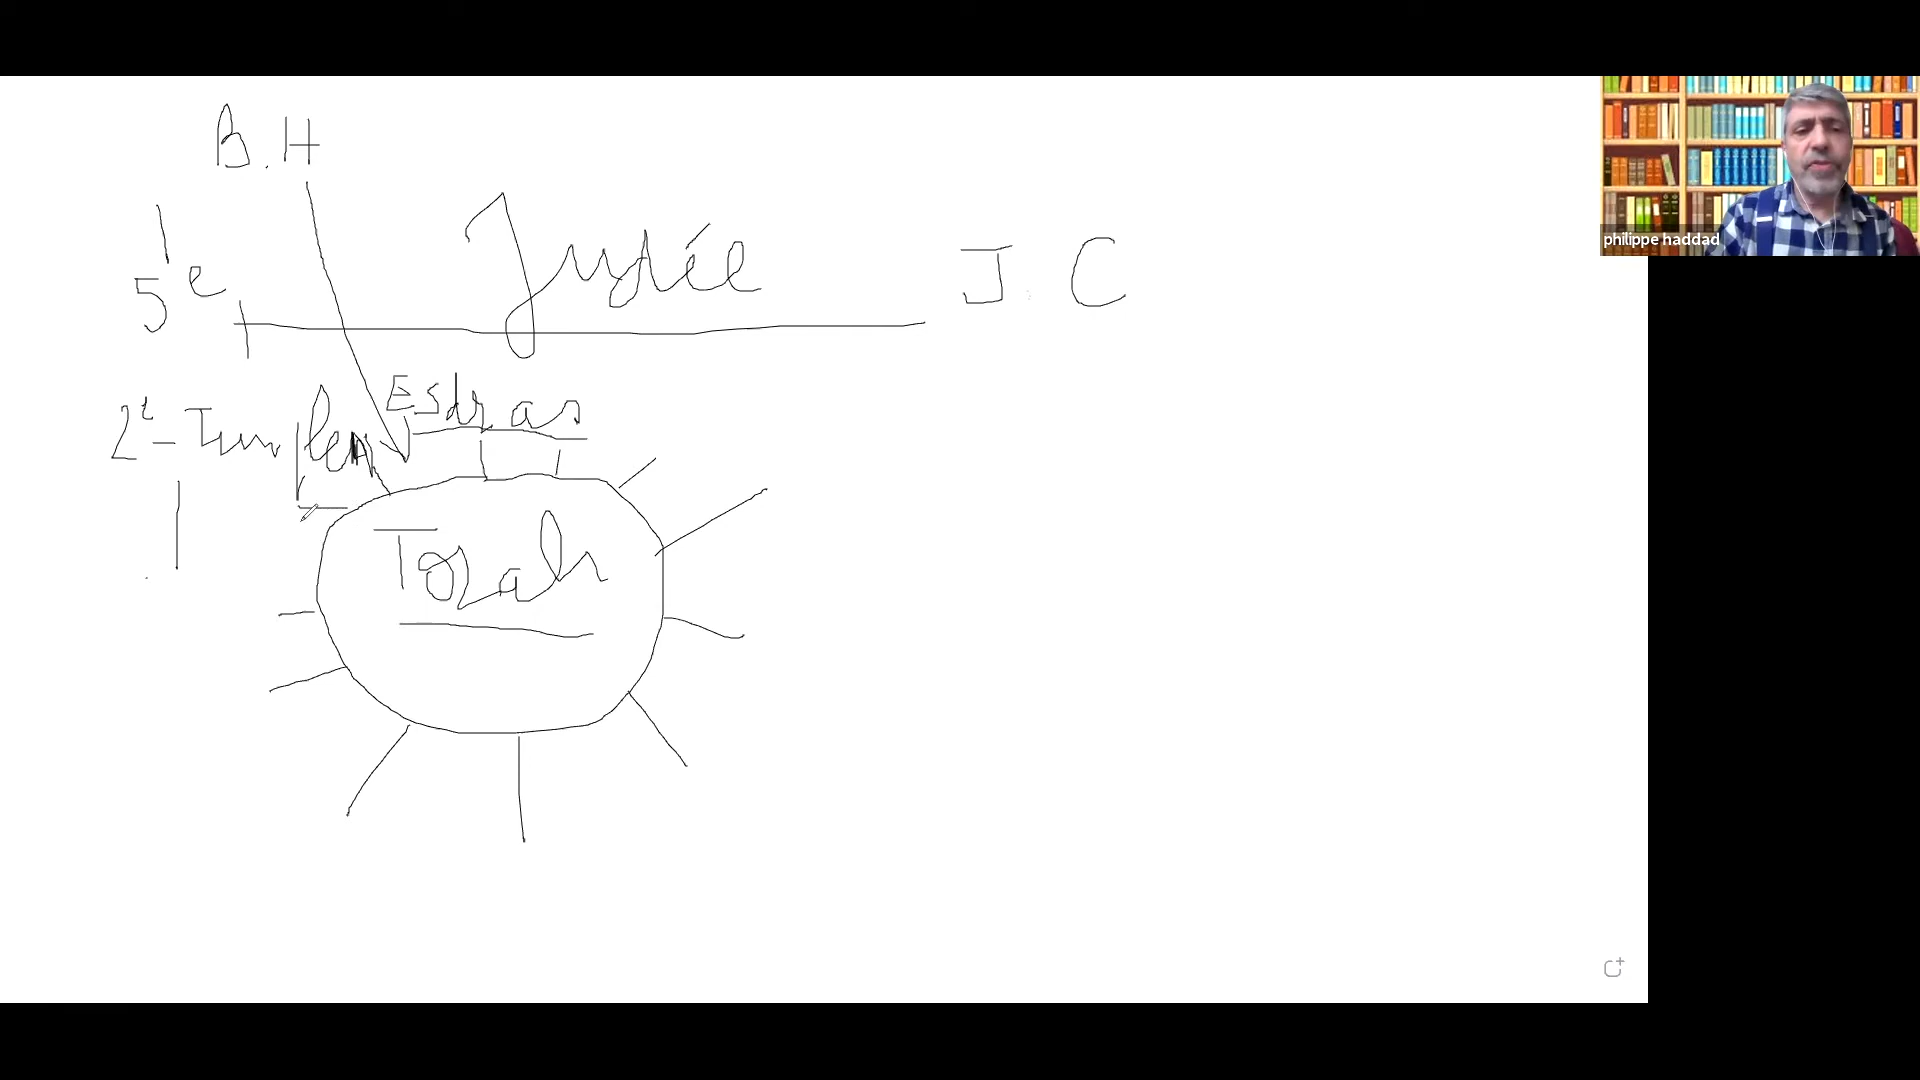 B.H
Judée
J. C
5e
Esdras
2e - Temple
Torah
philippe haddad